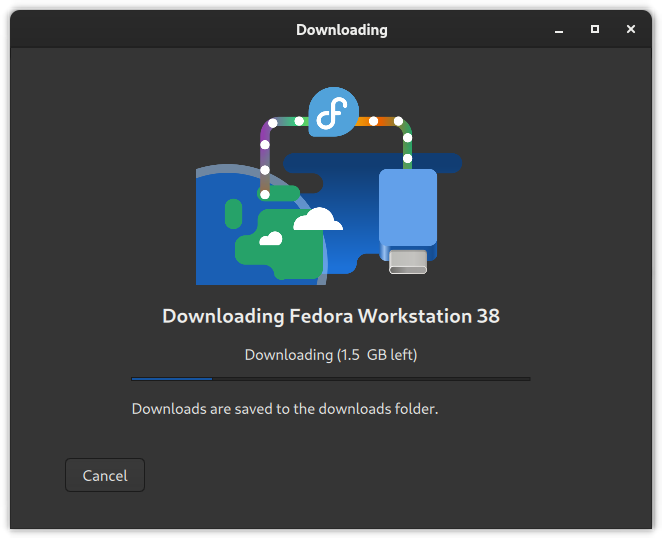 Downloading
Downloading Fedora Workstation 38
Downloading (1.5  GB left)
Downloads are saved to the downloads folder.
Cancel